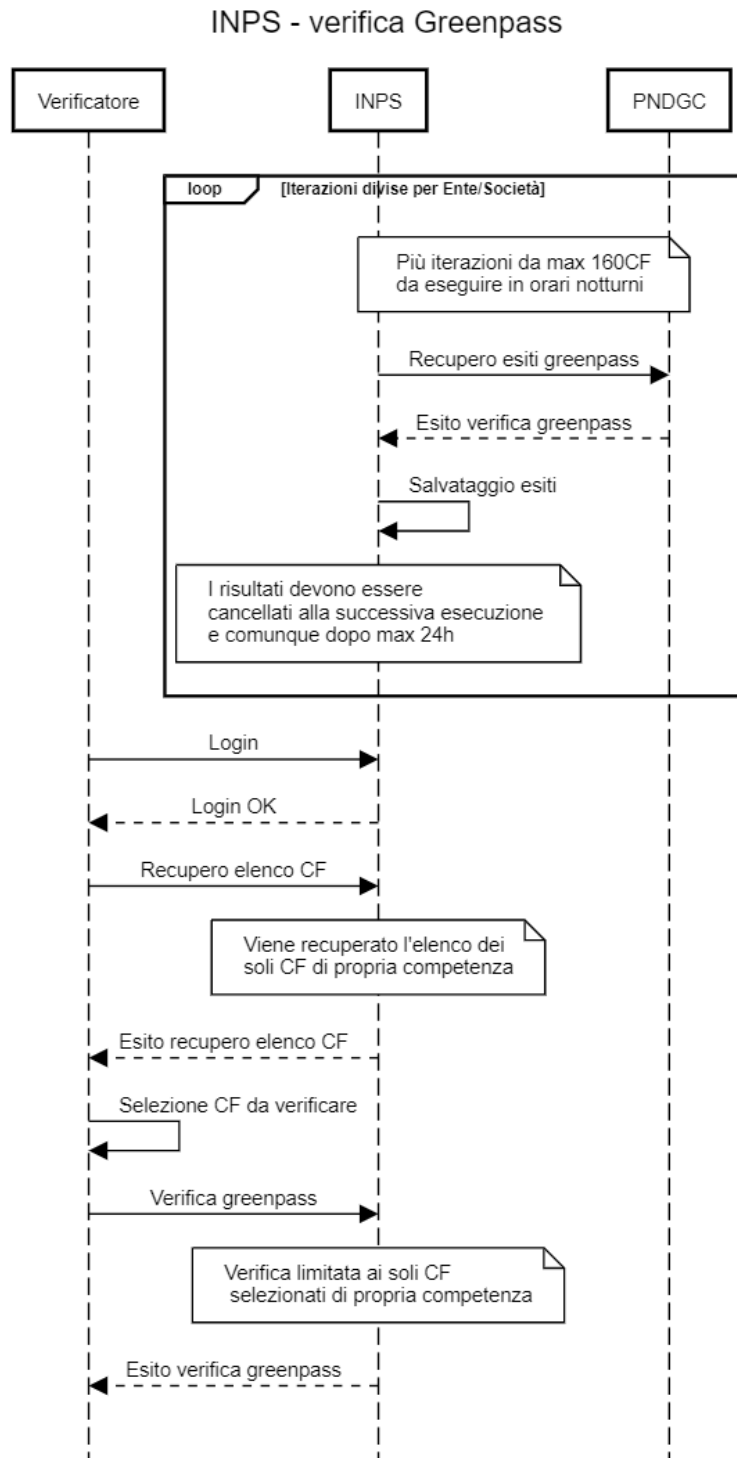 INPS - verifica Greenpass
Verificatore
INPS
PNDGC
loop
[Iterazioni divise per Ente/Società]
Più iterazioni da max 160CF
da eseguire in orari notturni
Recupero esiti greenpass
Esito verifica greenpass
Salvataggio esiti
I risultati devono essere
cancellati alla successiva esecuzione
e comunque dopo max 24h
Login
Login OK
Recupero elenco CF
Viene recuperato l'elenco dei
soli CF di propria competenza
Esito recupero elenco CF
Selezione CF da verificare
Verifica greenpass
Verifica limitata ai soli CF
selezionati di propria competenza
Esito verifica greenpass